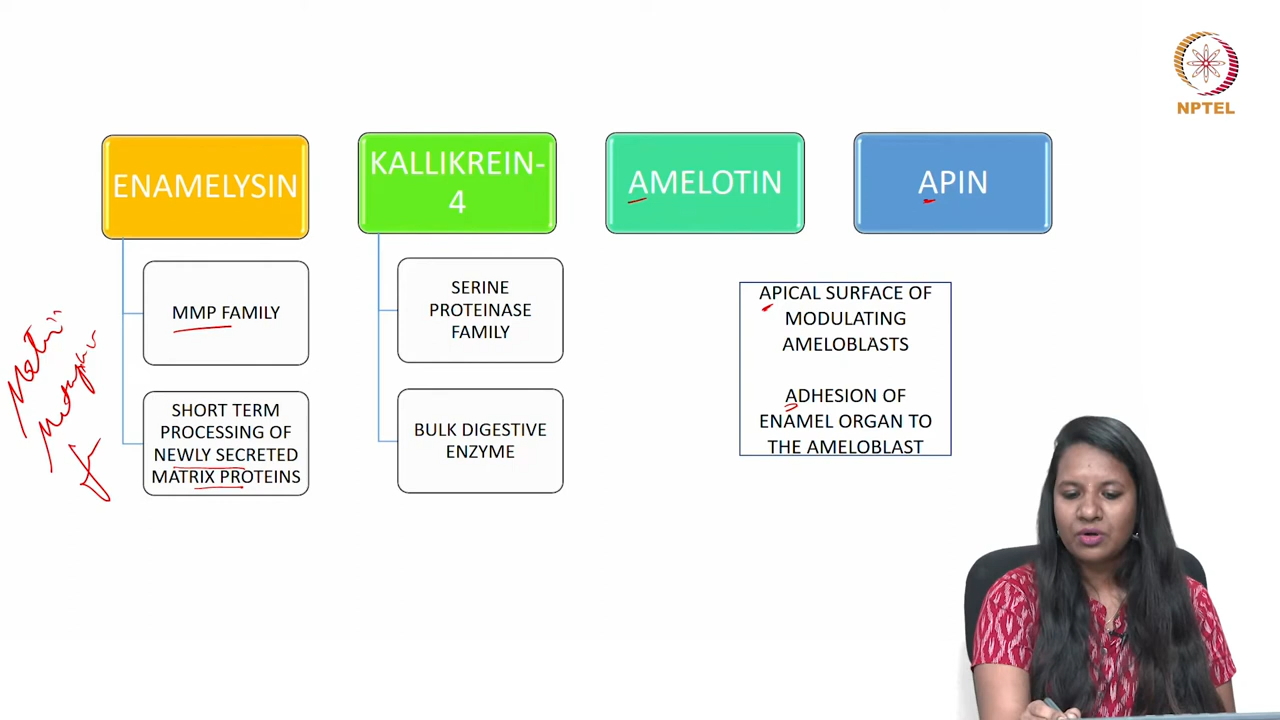 NPTEL
ENAMELYSIN
MMP FAMILY
SHORT TERM
PROCESSING OF
NEWLY SECRETED
MATRIX PROTEINS
KALLIKREIN-
4
SERINE
PROTEINASE
FAMILY
BULK DIGESTIVE
ENZYME
AMELOTIN
APIN
APICAL SURFACE OF
MODULATING
AMELOBLASTS
ADHESION OF
ENAMEL ORGAN TO
THE AMELOBLAST